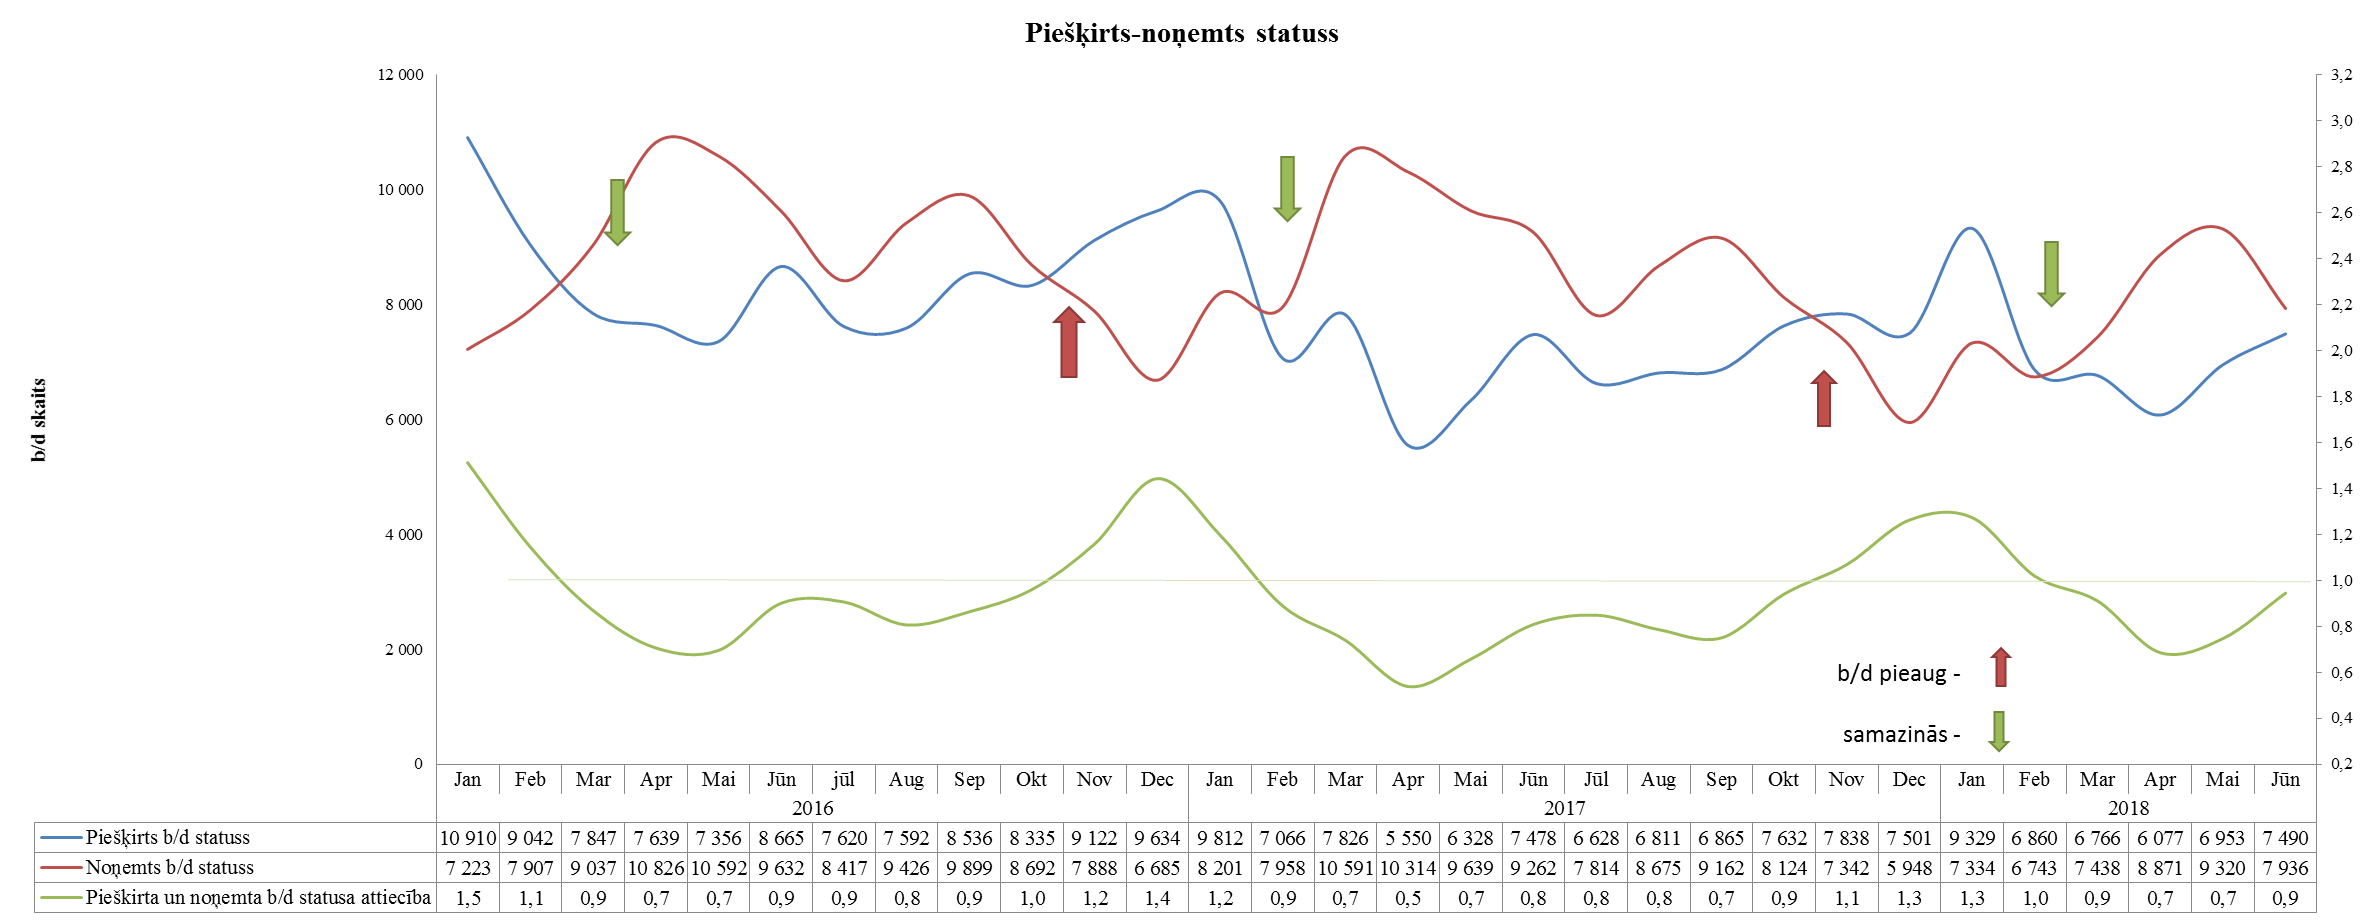 Piešķirts-noņemts statuss
b/d skaits
12 000
10 000
8 000
6 000
4 000
2 000
0
3,2
3,0
2,8
2,6
2,4
2,2
2,0
1,8
1,6
1,4
1,2
1,0
0,8
0,6
0,4
0,2
b/d pieaug -
samazinās -
Jan Feb Mar Apr Mai Jūn jūl Aug Sep Okt Nov Dec Jan Feb Mar Apr Mai Jūn Jūl Aug Sep Okt Nov Dec Jan Feb Mar Apr Mai Jūn
2016 2017 2018
Piešķirts b/d statuss 10 910 9 042 7 847 7 639 7 356 8 665 7 620 7 592 8 536 8 335 9 122 9 634 9 812 7 066 7 826 5 550 6 328 7 478 6 628 6 811 6 865 7 632 7 838 7 501 9 329 6 860 6 766 6 077 6 953 7 490
Noņemts b/d statuss 7 223 7 907 9 037 10 826 10 592 9 632 8 417 9 426 9 899 8 692 7 888 6 685 8 201 7 958 10 591 10 314 9 639 9 262 7 814 8 675 9 162 8 124 7 342 5 948 7 334 6 743 7 438 8 871 9 320 7 936
Piešķirta un noņemta b/d statusa attiecība 1,5 1,1 0,9 0,7 0,7 0,9 0,9 0,8 0,9 1,0 1,2 1,4 1,2 0,9 0,7 0,5 0,7 0,8 0,8 0,8 0,7 0,9 1,1 1,3 1,3 1,0 0,9 0,7 0,7 0,9